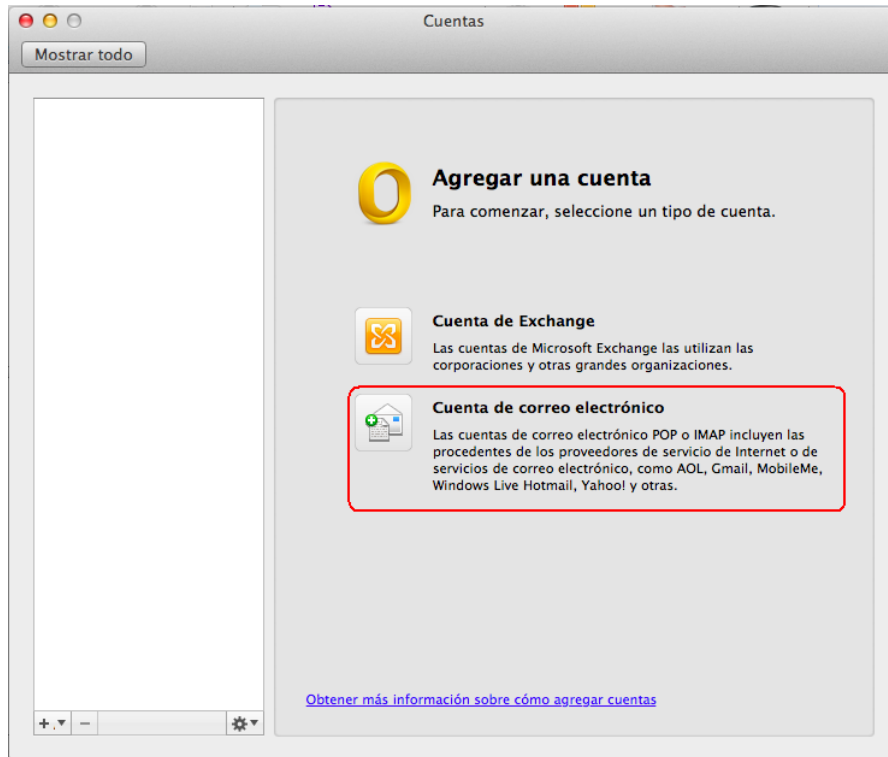 Cuentas
Mostrar todo
Agregar una cuenta
Para comenzar, seleccione un tipo de cuenta.
Cuenta de Exchange
Las cuentas de Microsoft Exchange las utilizan las
corporaciones y otras grandes organizaciones.
Cuenta de correo electrónico
Las cuentas de correo electrónico POP o IMAP incluyen las
procedentes de los proveedores de servicio de Internet o de
servicios de correo electrónico, como AOL, Gmail, MobileMe,
Windows Live Hotmail, Yahoo! y otras.
Obtener más información sobre cómo agregar cuentas